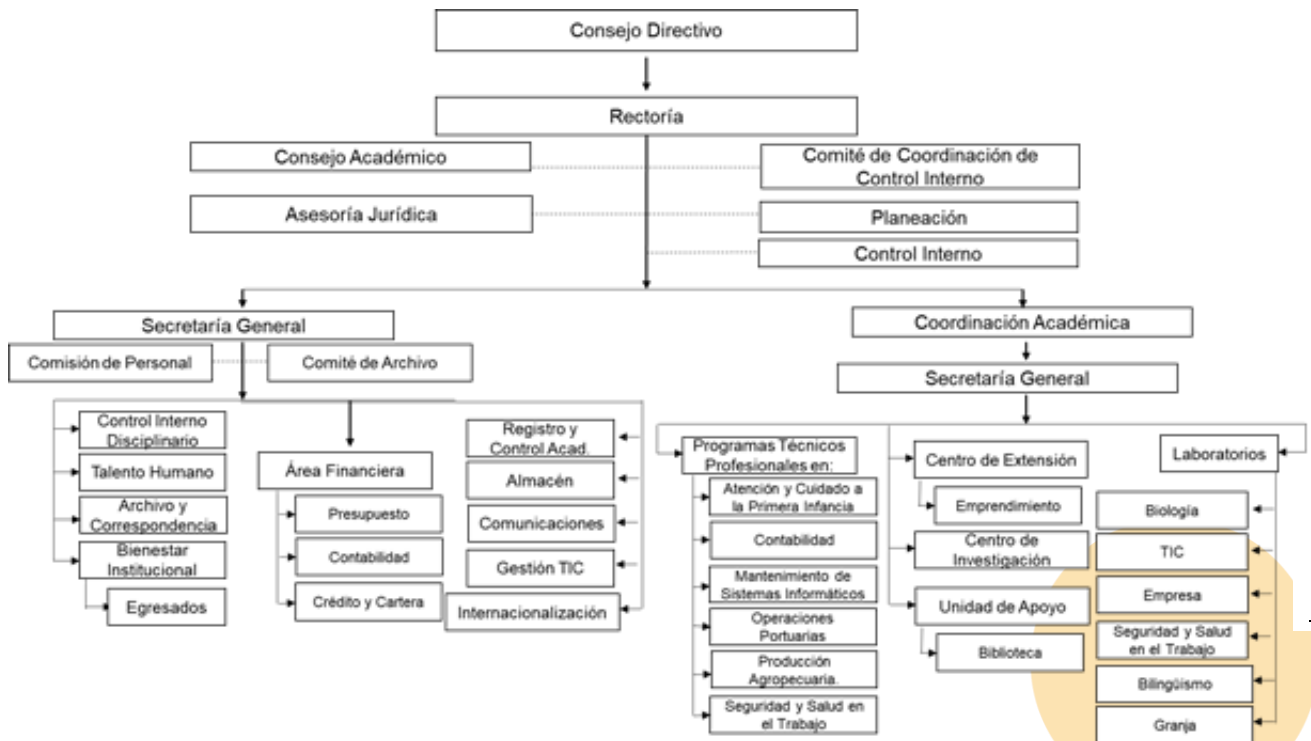 Consejo Directivo
Rectoría
Consejo Académico
Comité de Coordinación de
Control Interno
Asesoría Jurídica
Planeación
Control Interno
Secretaría General
Comisión de Personal
Comité de Archivo
Control Interno
Disciplinario
Talento Humano
Archivo y
Correspondencia
Bienestar
Institucional
Egresados
Área Financiera
Presupuesto
Contabilidad
Crédito y Cartera
Registro y
Control Acad.
Almacén
Comunicaciones
Gestión TIC
Internacionalización
Coordinación Académica
Secretaría General
Programas Técnicos
Profesionales en:
Atención y Cuidado a
la Primera Infancia
Contabilidad
Mantenimiento de
Sistemas Informáticos
Operaciones
Portuarias
Producción
Agropecuaria.
Seguridad y Salud en
el Trabajo
Centro de Extensión
Emprendimiento
Centro de
Investigación
Unidad de Apoyo
Biblioteca
Laboratorios
Biología
TIC
Empresa
Seguridad y Salud
en el Trabajo
Bilingüismo
Granja